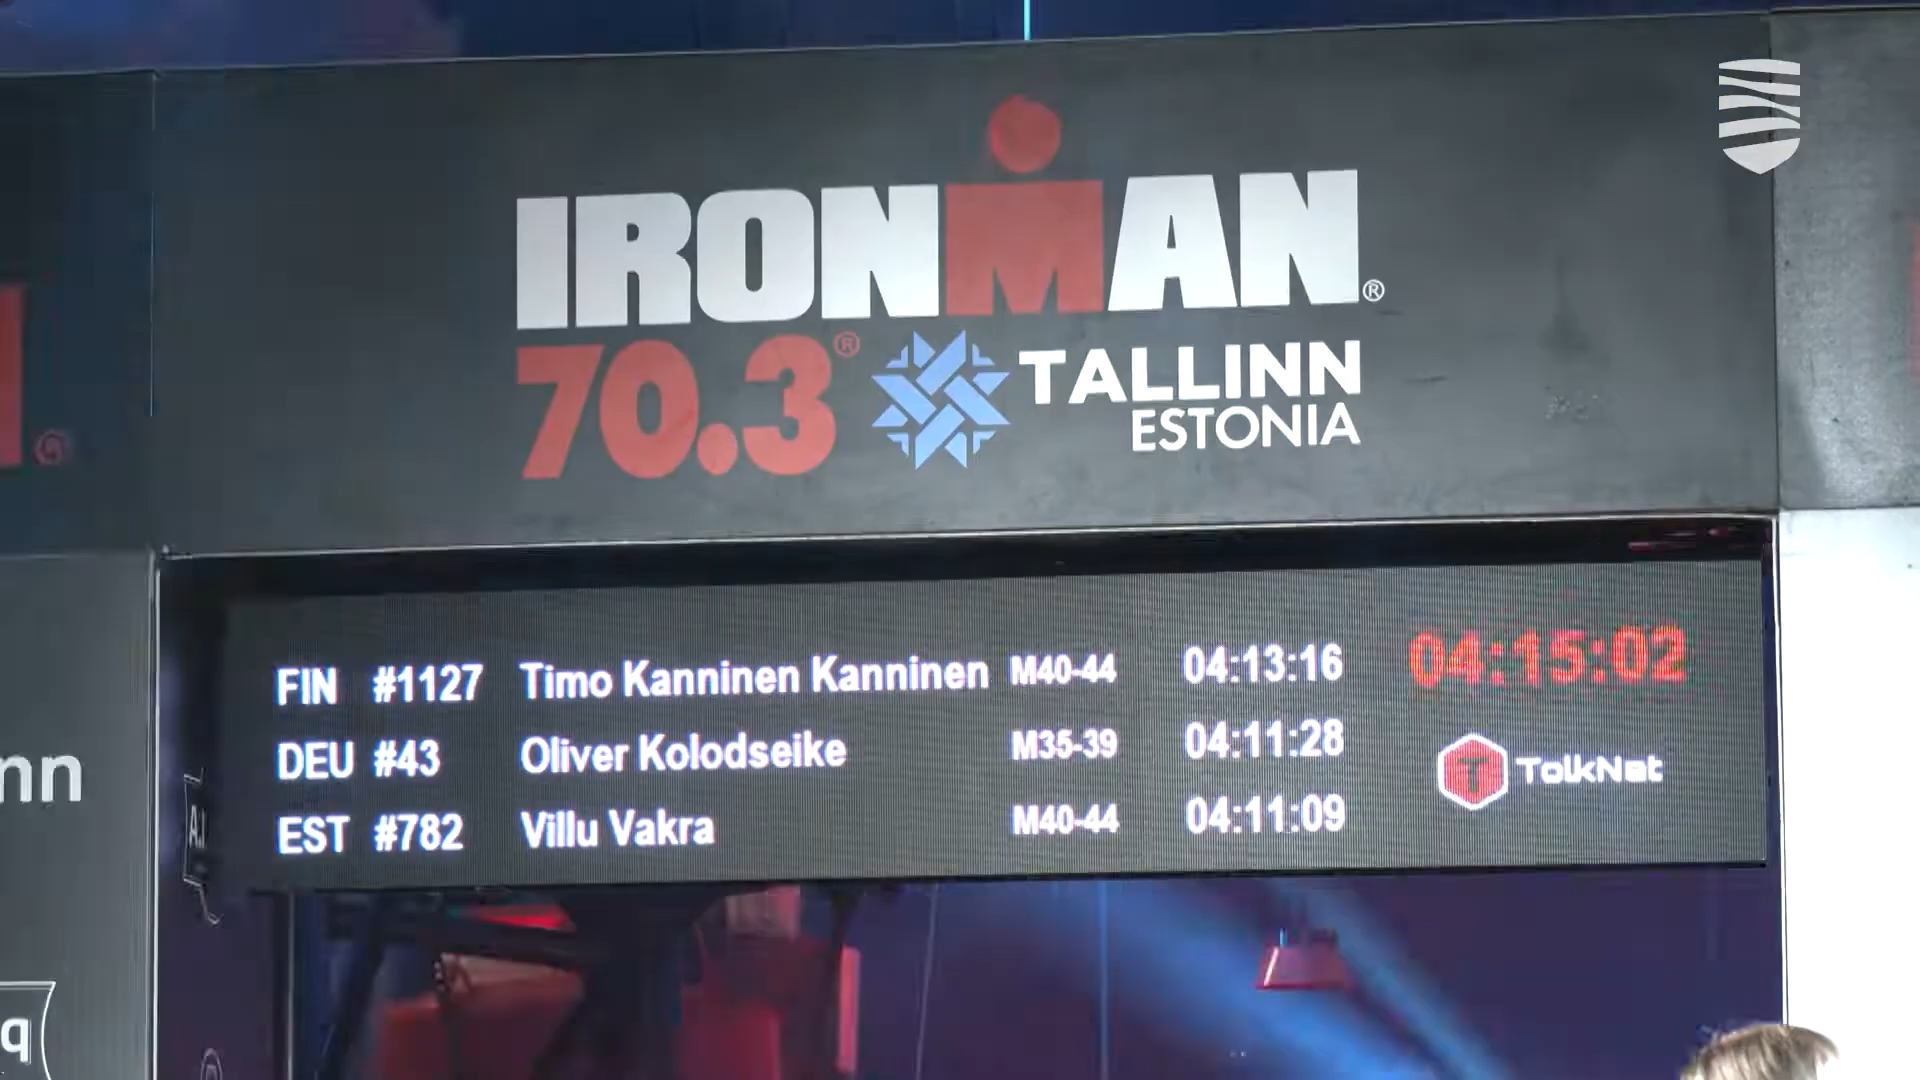 IRONMAN®
70.3® TALLINN
ESTONIA
FIN #1127 Timo Kanninen Kanninen M40-44 04:13:16 04:15:02
DEU #43 Oliver Kolodseike M35-39 04:11:28
TolkNet
EST #782 Villu Vakra M40-44 04:11:09
nn
q